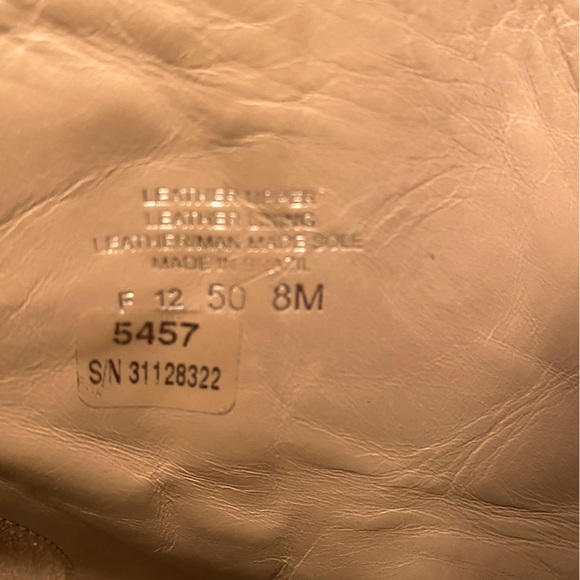 LEATHER UPPER
LEATHER LINING
LEATHER/MAN MADE SOLE
MADE IN BRAZIL
F 12 50 8M
5457
S/N 31128322